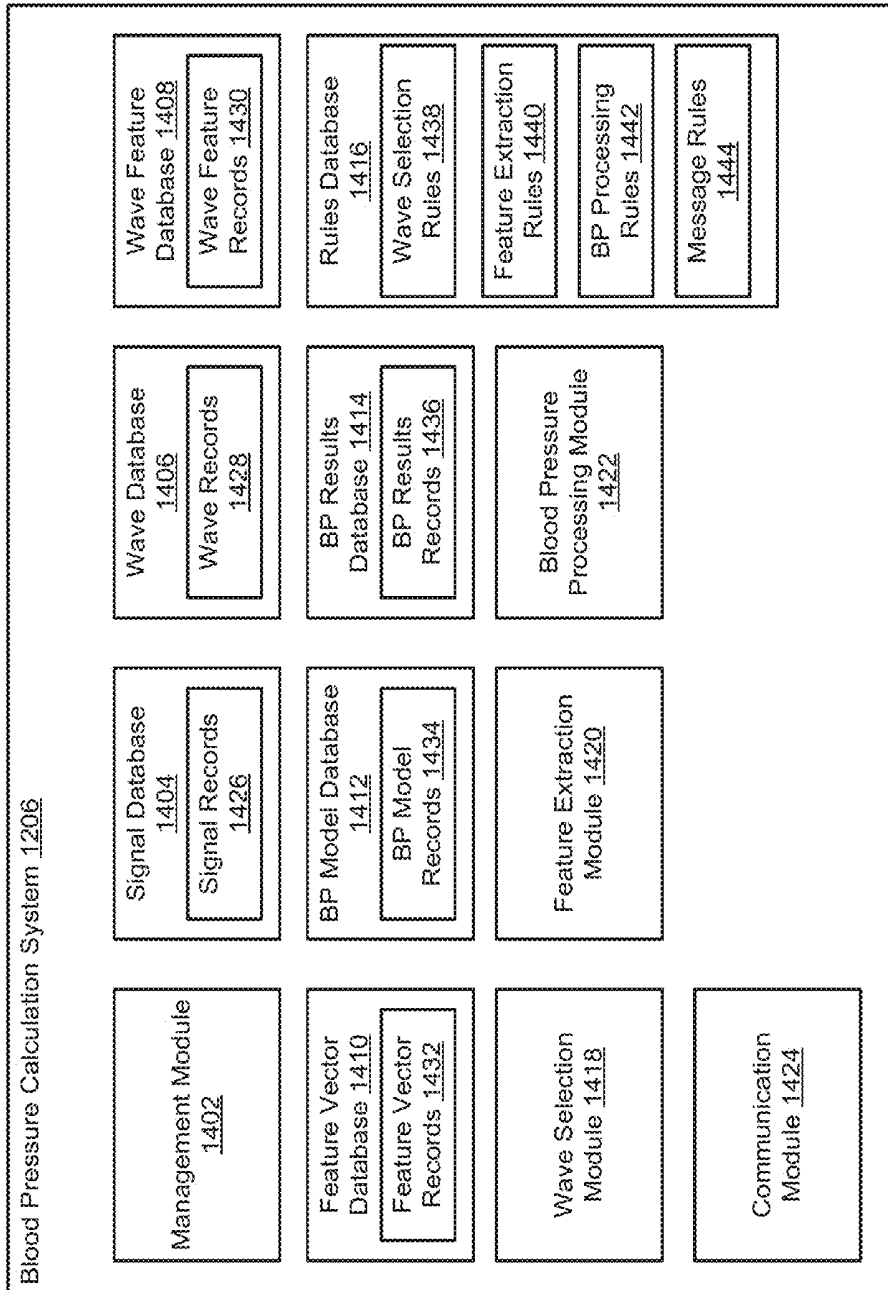 Blood Pressure Calculation System 1206
Management Module
1402
Signal Database
1404
Signal Records
1426
Wave Database
1406
Wave Records
1428
Wave Feature
Database 1408
Wave Feature
Records 1430
Feature Vector
Database 1410
Feature Vector
Records 1432
BP Model Database
1412
BP Model
Records 1434
BP Results
Database 1414
BP Results
Records 1436
Rules Database
1416
Wave Selection
Rules 1438
Feature Extraction
Rules 1440
BP Processing
Rules 1442
Message Rules
1444
Wave Selection
Module 1418
Feature Extraction
Module 1420
Blood Pressure
Processing Module
1422
Communication
Module 1424